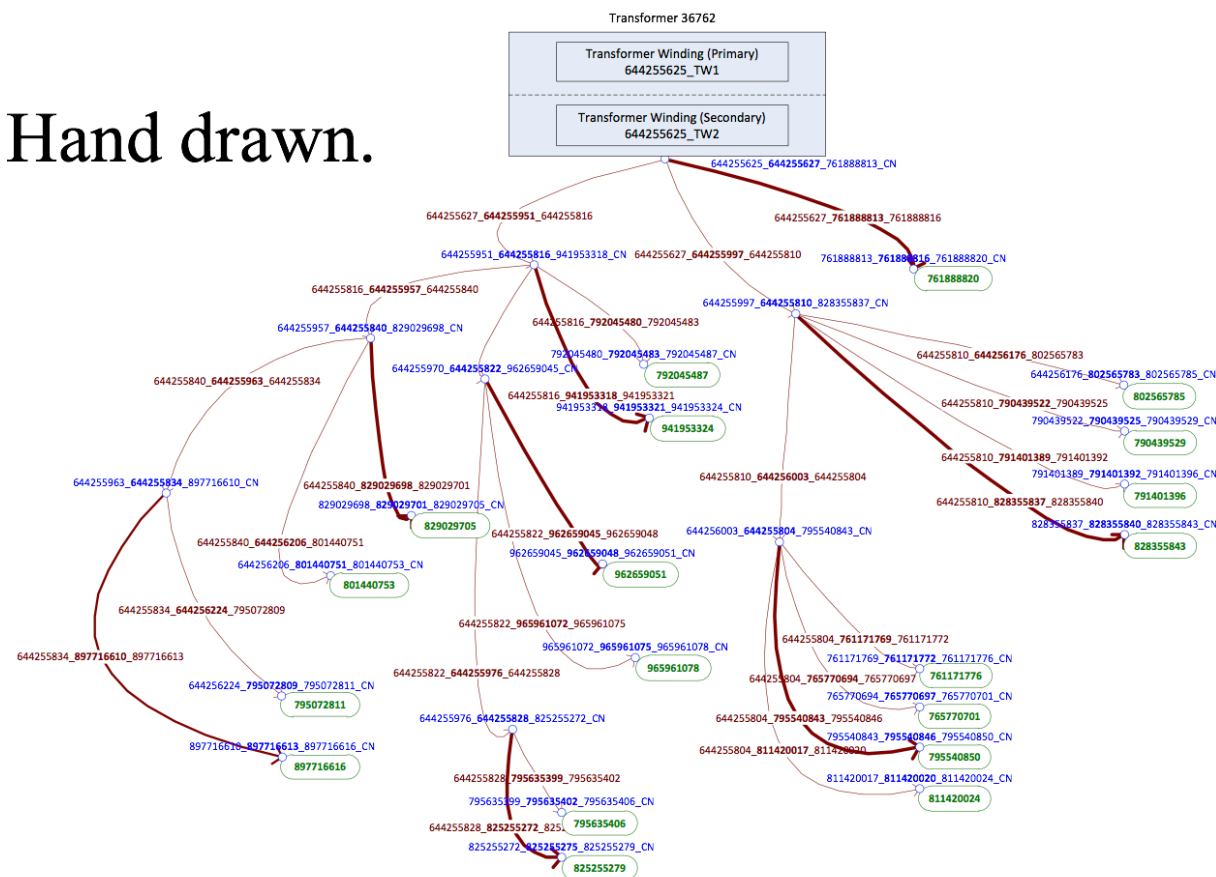 Transformer 36762
Transformer Winding (Primary)
644255625_TW1
Transformer Winding (Secondary)
644255625_TW2
Hand drawn.
644255625_644255627_761888813_CN
644255627_644255951_644255816
644255627_761888813_761888816
644255951_644255816_941953318_CN
644255627_644255997_644255810
761888813_761888816_761888820_CN
761888820
644255816_644255957_644255840
644255997_644255810_828355837_CN
644255957_644255840_829029698_CN
644255816_792045480_792045483
792045480_792045483_792045487_CN
792045487
644255810_644256176_802565783
644255970_644255822_962659045_CN
644256176_802565783_802565785_CN
802565785
644255840_644255963_644255834
644255816_941953318_941953321
941953318_941953321_941953324_CN
941953324
644255810_790439522_790439525
790439522_790439525_790439529_CN
790439529
644255810_791401389_791401392
791401389_791401392_791401396_CN
791401396
644255963_644255834_897716610_CN
644255840_829029698_829029701
829029698_829029701_829029705_CN
829029705
644255810_644256003_644255804
644255810_828355837_828355840
828355837_828355840_828355843_CN
828355843
644255822_962659045_962659048
962659045_962659048_962659051_CN
962659051
644256003_644255804_795540843_CN
644255840_644256206_801440751
644256206_801440751_801440753_CN
801440753
644255834_644256224_795072809
644255822_965961072_965961075
965961072_965961075_965961078_CN
965961078
644255804_761171769_761171772
761171769_761171772_761171776_CN
761171776
644255834_897716610_897716613
644255822_644255976_644255828
644255804_765770694_765770697
765770694_765770697_765770701_CN
765770701
644256224_795072809_795072811_CN
795072811
644255976_644255828_825255272_CN
644255804_795540843_795540846
795540843_795540846_795540850_CN
795540850
897716610_897716613_897716616_CN
897716616
644255804_811420017_811420020
811420017_811420020_811420024_CN
811420024
644255828_795635399_795635402
795635399_795635402_795635406_CN
795635406
644255828_825255272_825
825255272_825255275_825255279_CN
825255279